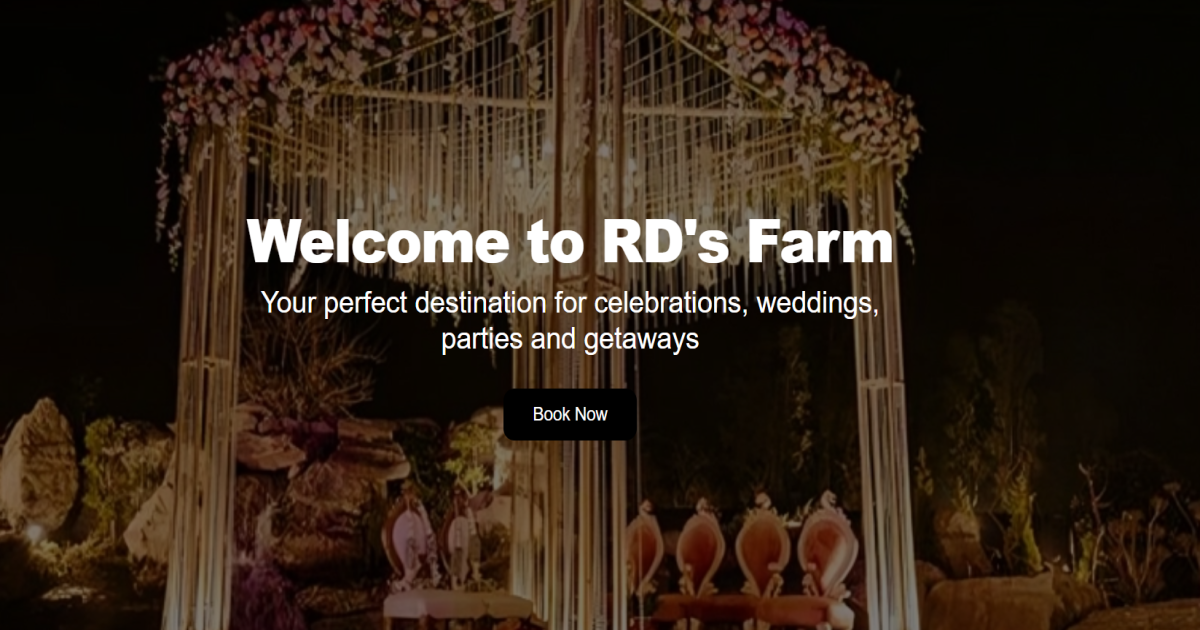 Welcome to RD's Farm
Your perfect destination for celebrations, weddings,
parties and getaways
Book Now